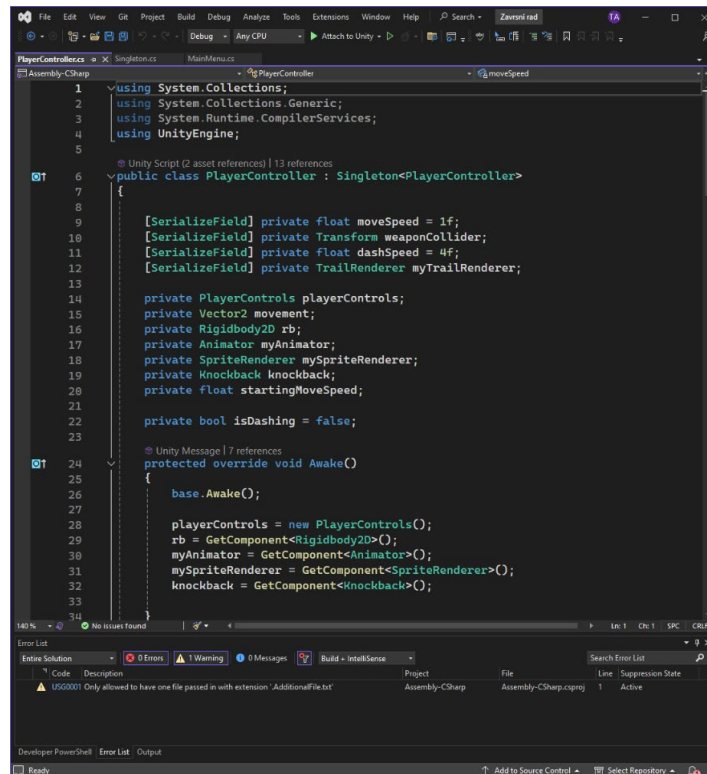 File Edit View Git Project Build Debug Analyze Tools Extensions Window Help Search Zavrsni rad TA
Debug Any CPU Attach to Unity
PlayerController.cs Singleton.cs MainMenu.cs
Assembly-CSharp PlayerController moveSpeed
1 using System.Collections;
2 using System.Collections.Generic;
3 using System.Runtime.CompilerServices;
4 using UnityEngine;
5
Unity Script (2 asset references) | 13 references
6 public class PlayerController : Singleton<PlayerController>
7 {
8
9 [SerializeField] private float moveSpeed = 1f;
10 [SerializeField] private Transform weaponCollider;
11 [SerializeField] private float dashSpeed = 4f;
12 [SerializeField] private TrailRenderer myTrailRenderer;
13
14 private PlayerControls playerControls;
15 private Vector2 movement;
16 private Rigidbody2D rb;
17 private Animator myAnimator;
18 private SpriteRenderer mySpriteRenderer;
19 private Knockback knockback;
20 private float startingMoveSpeed;
21
22 private bool isDashing = false;
23
Unity Message | 7 references
24 protected override void Awake()
25 {
26 base.Awake();
27
28 playerControls = new PlayerControls();
29 rb = GetComponent<Rigidbody2D>();
30 myAnimator = GetComponent<Animator>();
31 mySpriteRenderer = GetComponent<SpriteRenderer>();
32 knockback = GetComponent<Knockback>();
33
34 }
140 % No issues found Ln: 1 Ch: 1 SPC CRLF
Error List
Entire Solution 0 Errors 1 Warning 0 Messages Build + IntelliSense Search Error List
Code Description Project File Line Suppression State
USG0001 Only allowed to have one file passed in with extension '.AdditionalFile.txt' Assembly-CSharp Assembly-CSharp.csproj 1 Active
Developer PowerShell Error List Output
Ready Add to Source Control Select Repository